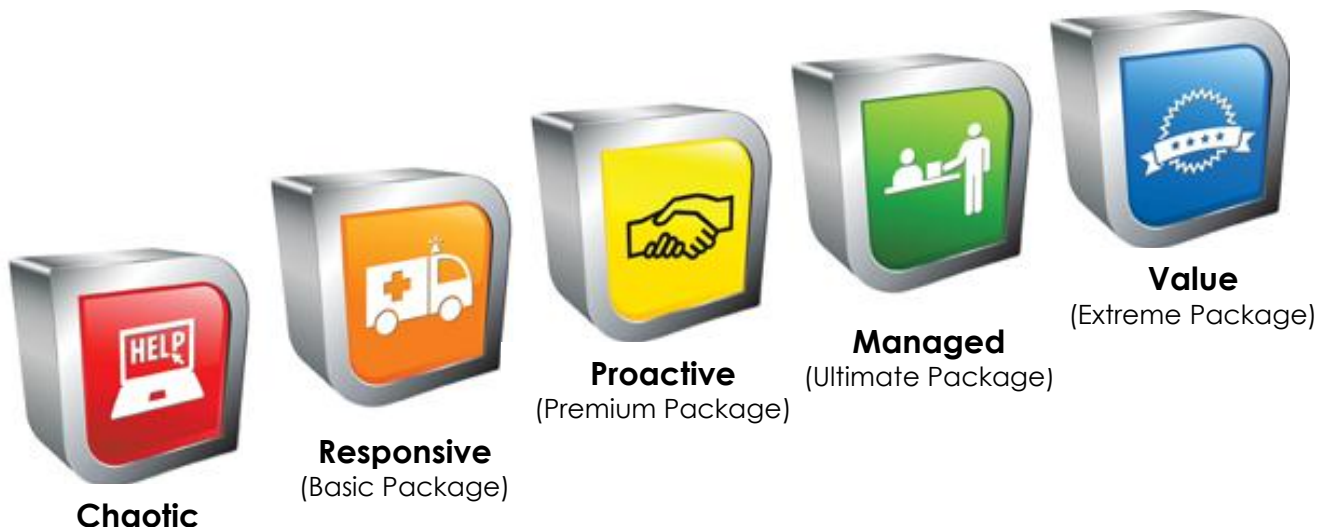 HELP
Chaotic
Responsive
(Basic Package)
Proactive
(Premium Package)
Managed
(Ultimate Package)
Value
(Extreme Package)